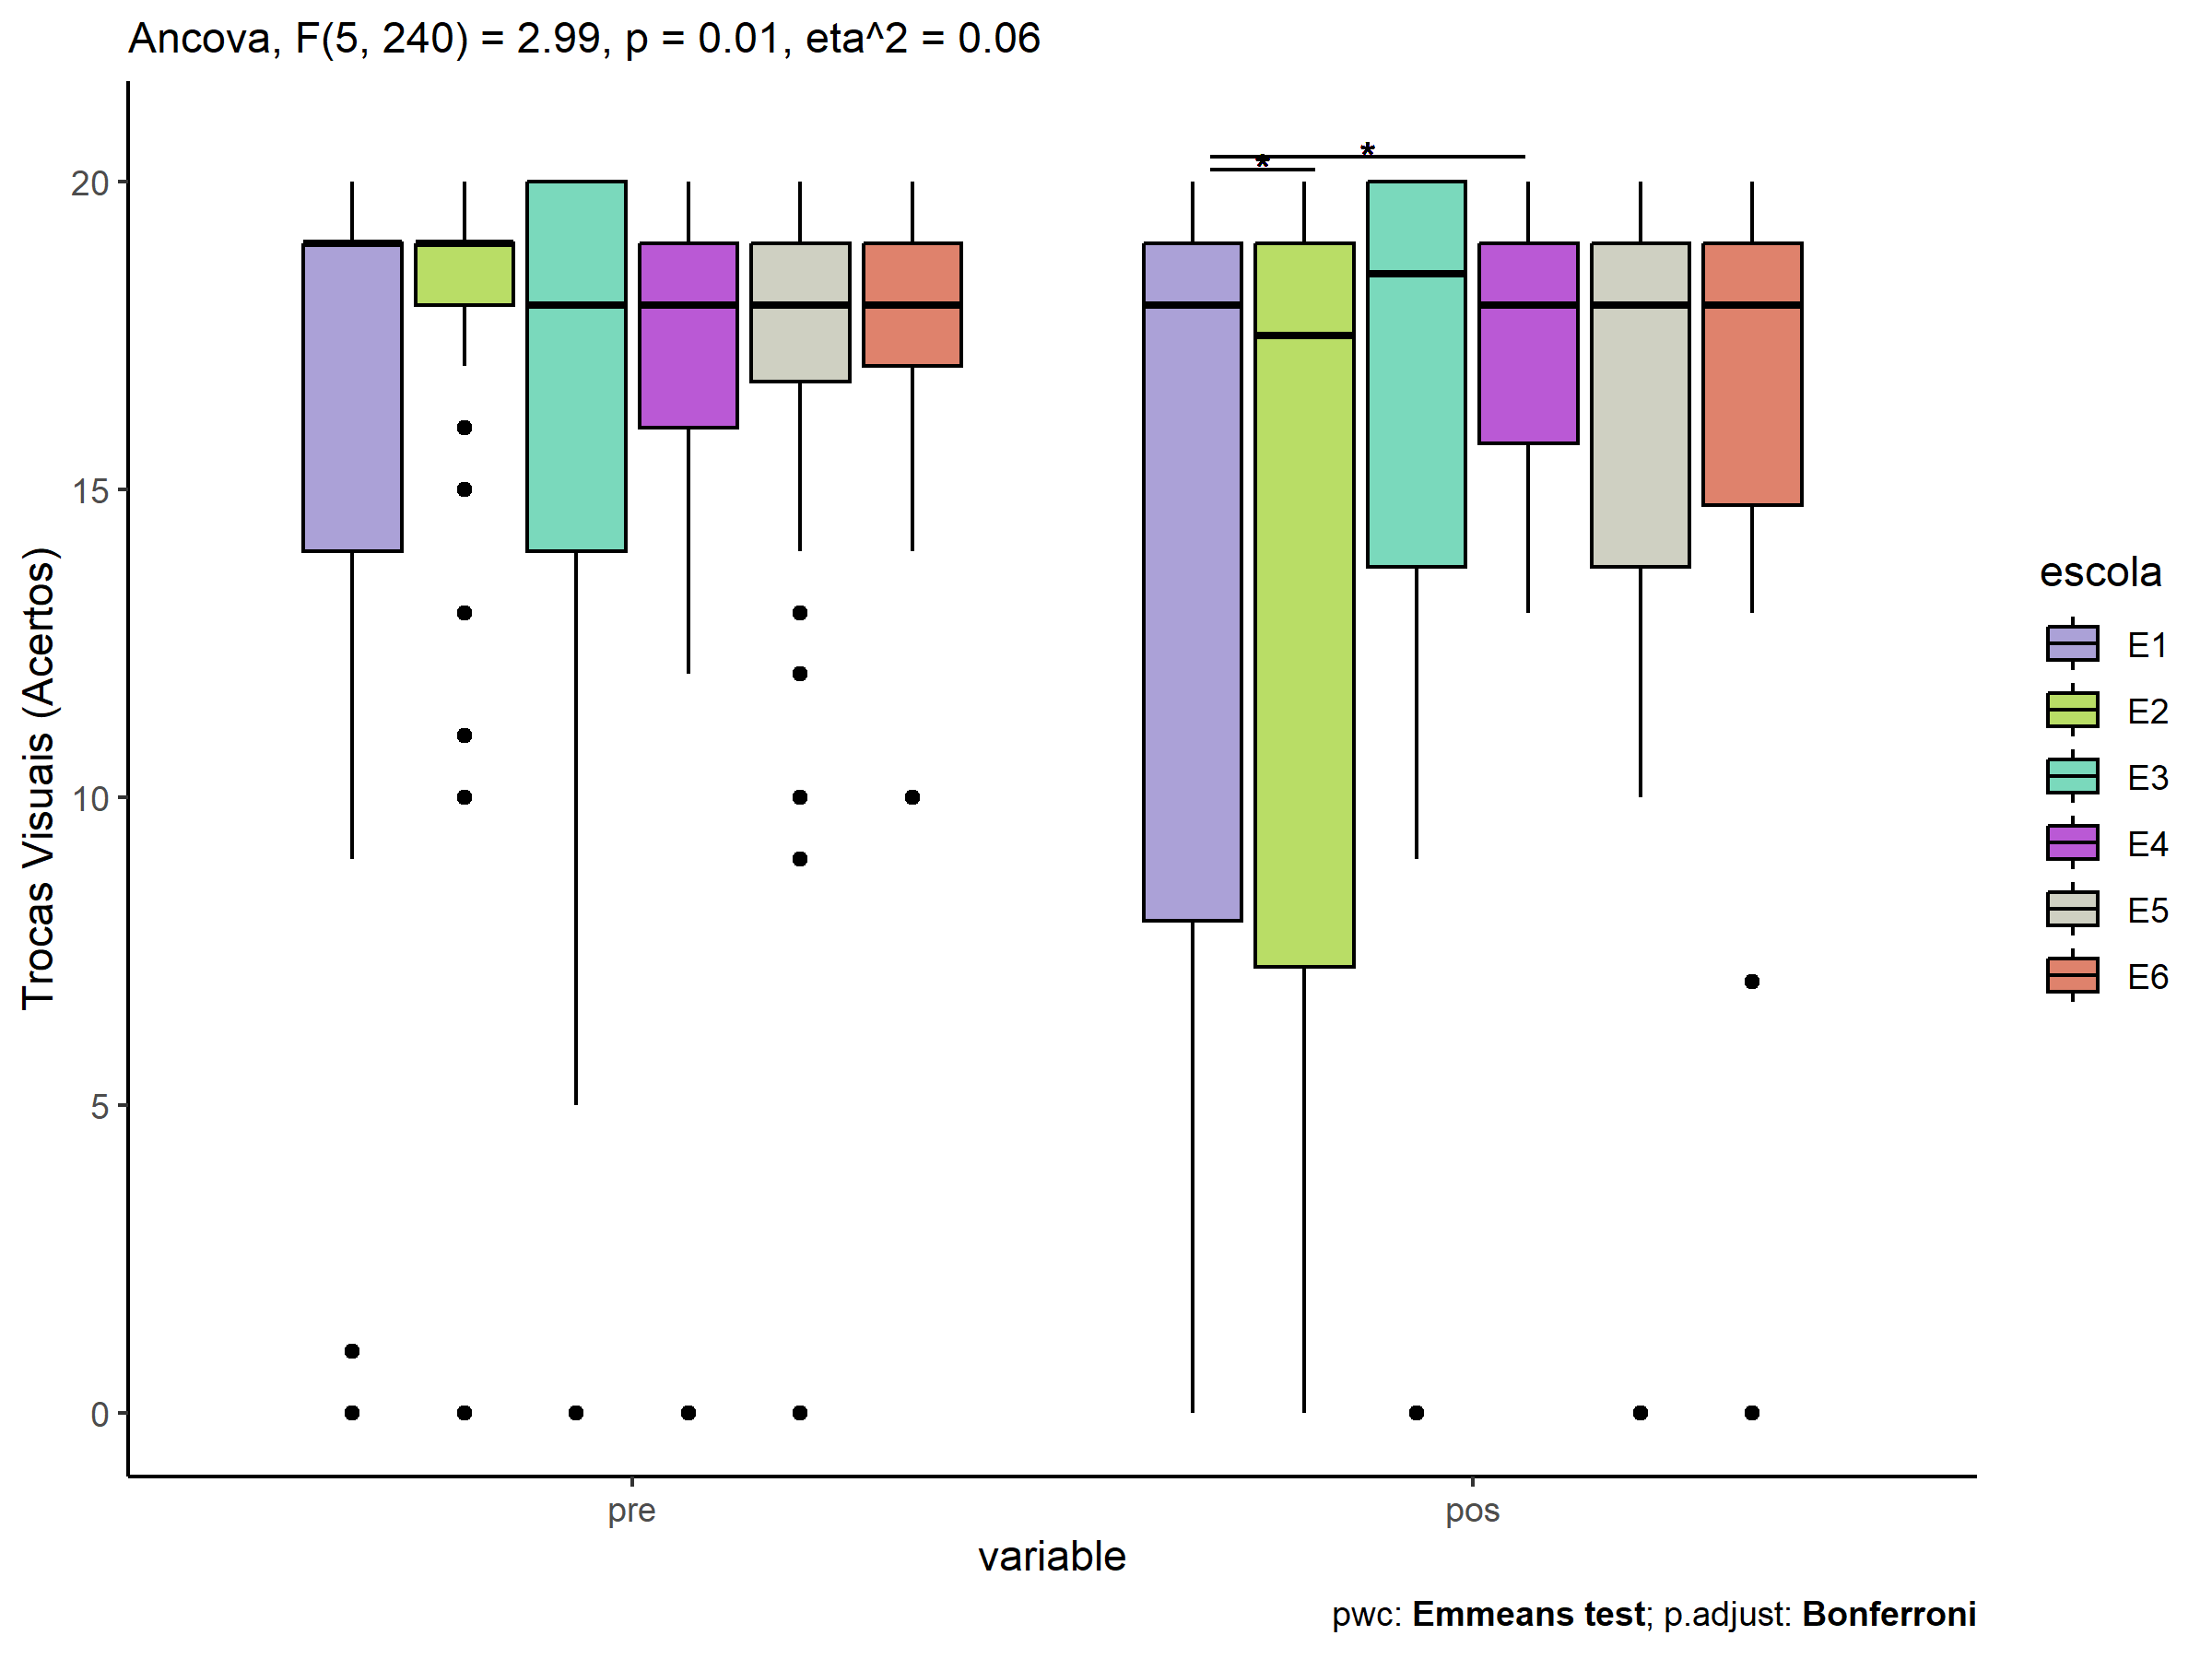 Ancova, F(5, 240) = 2.99, p = 0.01, eta^2 = 0.06
Trocas Visuais (Acertos)
20
15
10
5
0
*
*
pre
pos
variable
escola
E1
E2
E3
E4
E5
E6
pwc: Emmeans test; p.adjust: Bonferroni